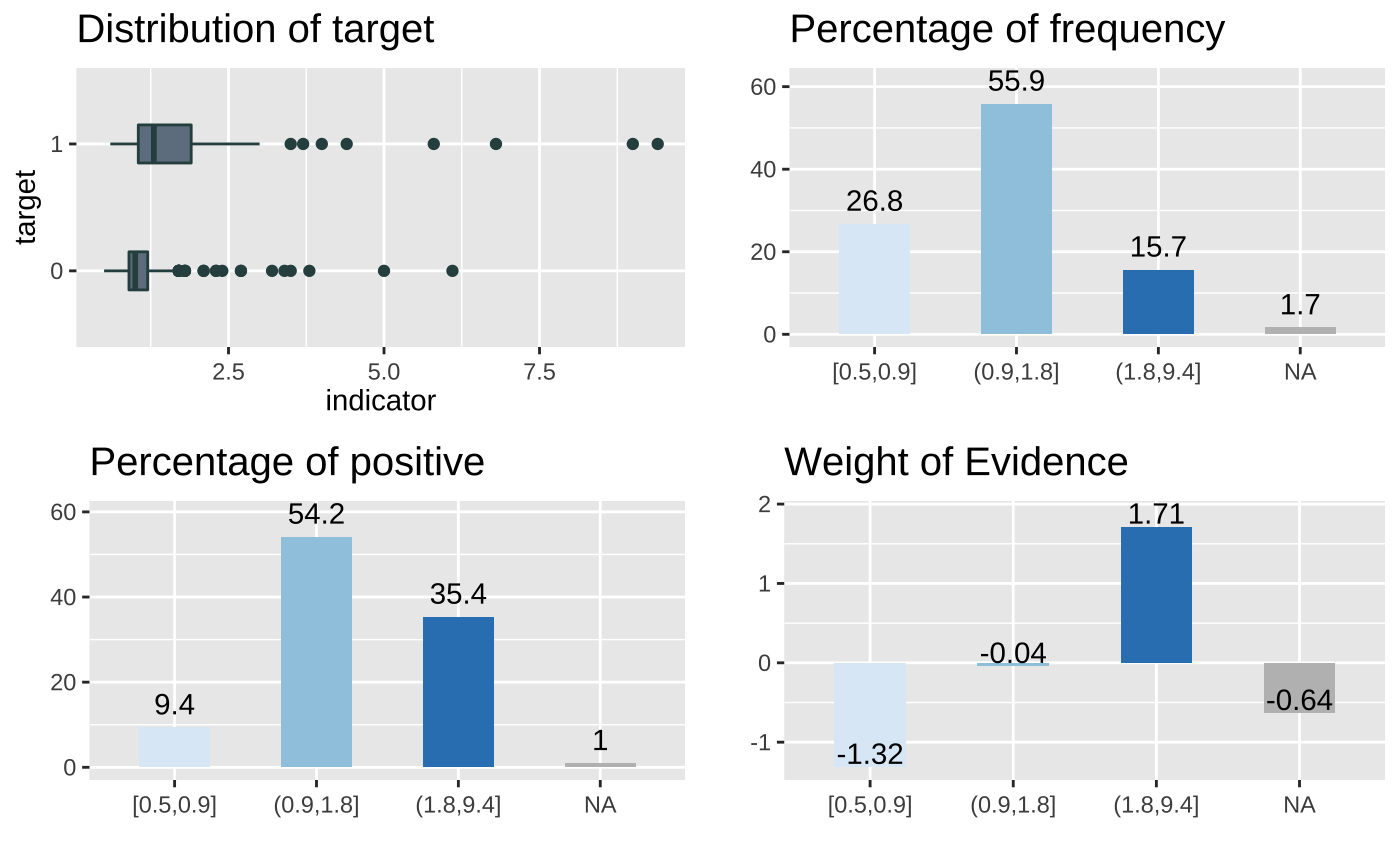 Distribution of target
target
1
0
2.5 5.0 7.5
indicator
Percentage of frequency
60
40
20
0
26.8
55.9
15.7
1.7
[0.5,0.9] (0.9,1.8] (1.8,9.4] NA
Percentage of positive
60
40
20
0
9.4
54.2
35.4
1
[0.5,0.9] (0.9,1.8] (1.8,9.4] NA
Weight of Evidence
2
1
0
-1
-1.32
-0.04
1.71
-0.64
[0.5,0.9] (0.9,1.8] (1.8,9.4] NA